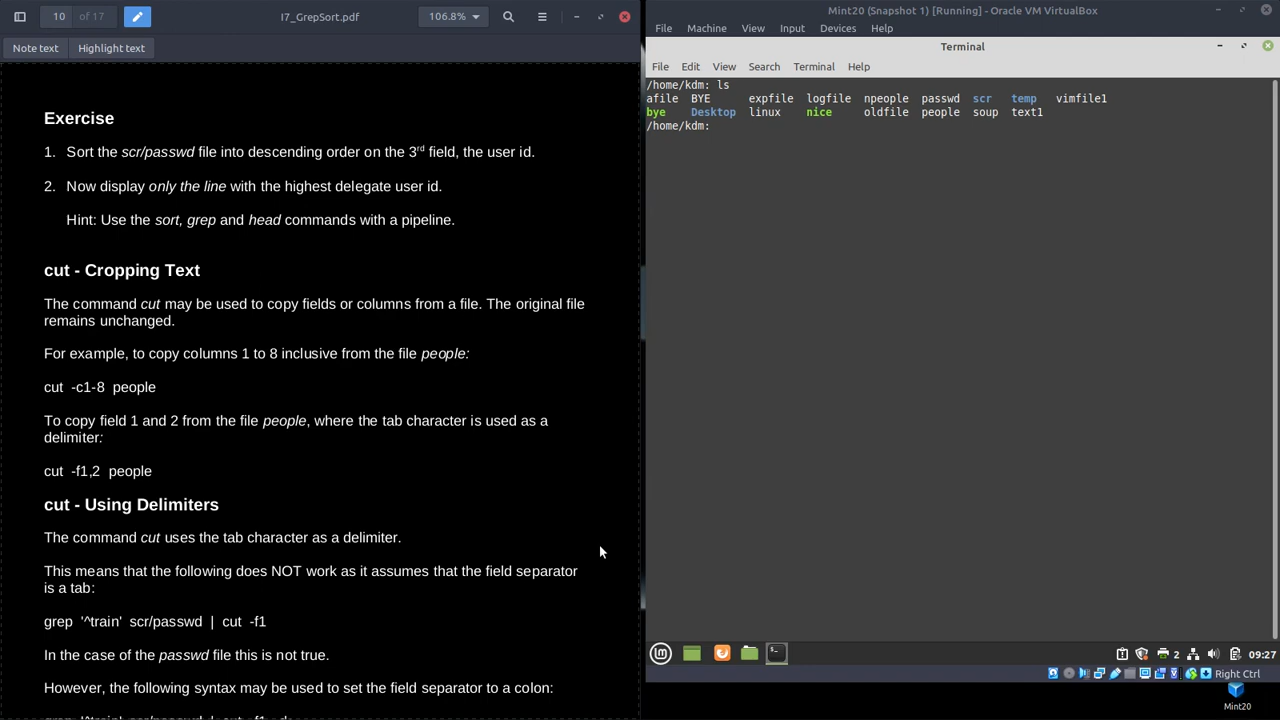 10 of 17
I7_GrepSort.pdf
106.8%
Note text
Highlight text
Exercise
1. Sort the scr/passwd file into descending order on the 3rd field, the user id.
2. Now display only the line with the highest delegate user id.
Hint: Use the sort, grep and head commands with a pipeline.
cut - Cropping Text
The command cut may be used to copy fields or columns from a file. The original file
remains unchanged.
For example, to copy columns 1 to 8 inclusive from the file people:
cut -c1-8 people
To copy field 1 and 2 from the file people, where the tab character is used as a
delimiter:
cut -f1,2 people
cut - Using Delimiters
The command cut uses the tab character as a delimiter.
This means that the following does NOT work as it assumes that the field separator
is a tab:
grep '^train' scr/passwd | cut -f1
In the case of the passwd file this is not true.
However, the following syntax may be used to set the field separator to a colon:
Mint20 (Snapshot 1) [Running] - Oracle VM VirtualBox
File Machine View Input Devices Help
Terminal
File Edit View Search Terminal Help
/home/kdm: ls
afile BYE expfile logfile npeople passwd scr temp vimfile1
bye Desktop linux nice oldfile people soup text1
/home/kdm:
2
09:27
Right Ctrl
Mint20